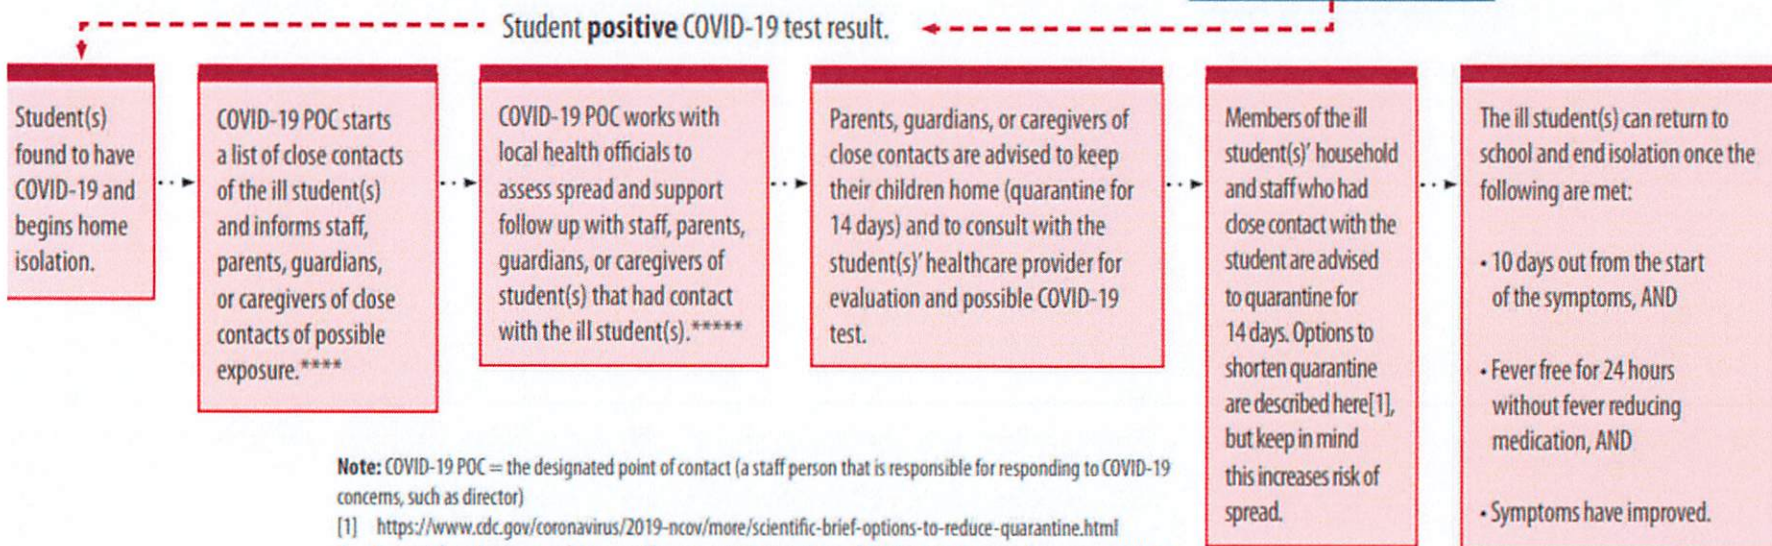 Student positive COVID-19 test result.
Student(s)
found to have
COVID-19 and
begins home
isolation.
COVID-19 POC starts
a list of close contacts
of the ill student(s)
and informs staff,
parents, guardians,
or caregivers of close
contacts of possible
exposure.****
COVID-19 POC works with
local health officials to
assess spread and support
follow up with staff, parents,
guardians, or caregivers of
student(s) that had contact
with the ill student(s).*****
Parents, guardians, or caregivers of
close contacts are advised to keep
their children home (quarantine for
14 days) and to consult with the
student(s)' healthcare provider for
evaluation and possible COVID-19
test.
Members of the ill
student(s)' household
and staff who had
close contact with the
student are advised
to quarantine for
14 days. Options to
shorten quarantine
are described here[1],
but keep in mind
this increases risk of
spread.
The ill student(s) can return to
school and end isolation once the
following are met:
• 10 days out from the start
of the symptoms, AND
• Fever free for 24 hours
without fever reducing
medication, AND
• Symptoms have improved.
Note: COVID-19 POC = the designated point of contact (a staff person that is responsible for responding to COVID-19
concerns, such as director)
[1] https://www.cdc.gov/coronavirus/2019-ncov/more/scientific-brief-options-to-reduce-quarantine.html